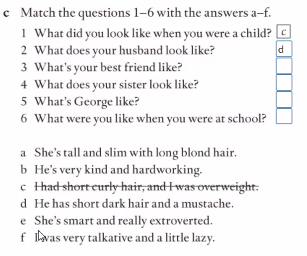 c Match the questions 1–6 with the answers a–f.
1 What did you look like when you were a child? c
2 What does your husband look like? d
3 What's your best friend like?
4 What does your sister look like?
5 What's George like?
6 What were you like when you were at school?
a She's tall and slim with long blond hair.
b He's very kind and hardworking.
c I had short curly hair, and I was overweight.
d He has short dark hair and a mustache.
e She's smart and really extroverted.
f I was very talkative and a little lazy.